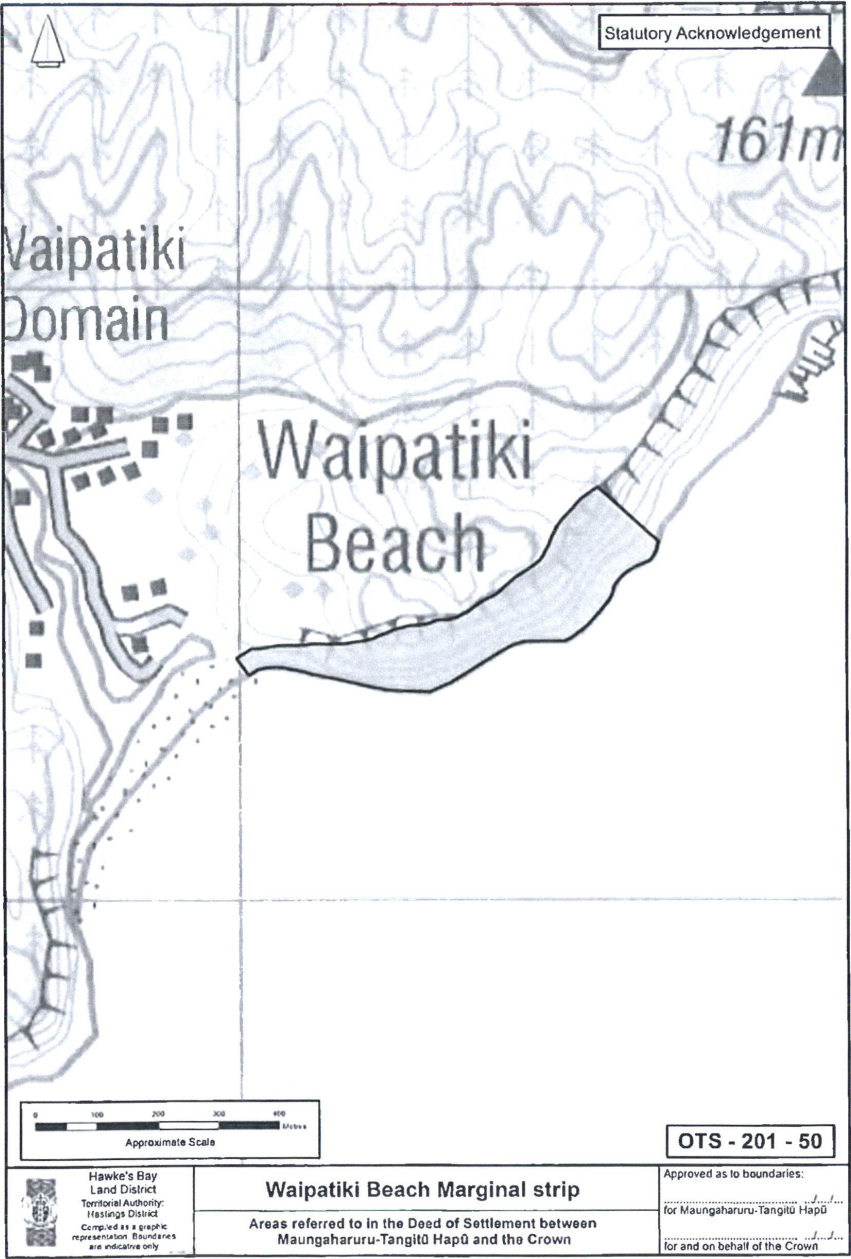 Statutory Acknowledgement
161m
Vaipatiki
Domain
Waipatiki
Beach
0 100 200 300 400
Metres
Approximate Scale
OTS - 201 - 50
Hawke's Bay
Land District
Territorial Authority:
Hastings District
Compiled as a graphic
representation. Boundaries
are indicative only
Waipatiki Beach Marginal strip
Areas referred to in the Deed of Settlement between
Maungaharuru-Tangitū Hapū and the Crown
Approved as to boundaries:
..../..../....
for Maungaharuru-Tangitū Hapū
..../..../....
for and on behalf of the Crown